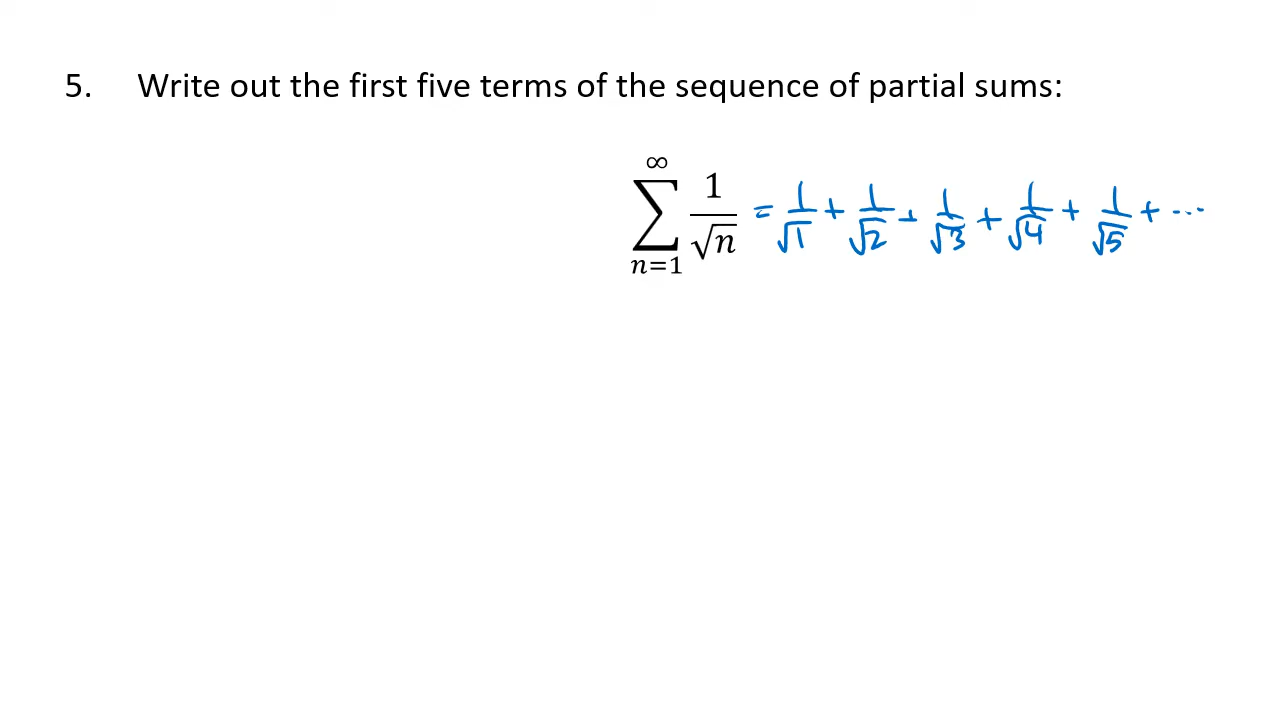 5. Write out the first five terms of the sequence of partial sums:
∞
∑ 1/√n = 1/√1 + 1/√2 + 1/√3 + 1/√4 + 1/√5 + ...
n=1